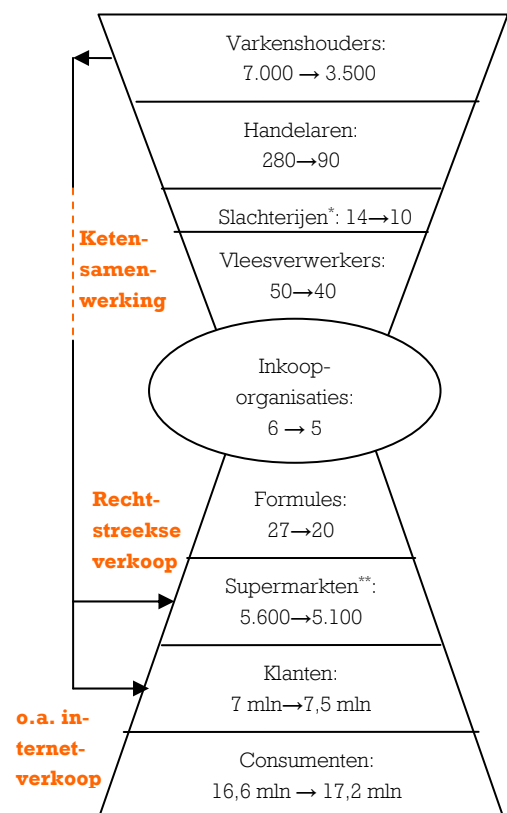 Varkenshouders:
7.000 → 3.500
Handelaren:
280→90
Slachterijen*: 14→10
Vleesverwerkers:
50→40
Keten-
samen-
werking
Inkoop-
organisaties:
6 → 5
Recht-
streekse
verkoop
Formules:
27→20
Supermarkten**:
5.600→5.100
Klanten:
7 mln→7,5 mln
o.a. in-
ternet-
verkoop
Consumenten:
16,6 mln → 17,2 mln